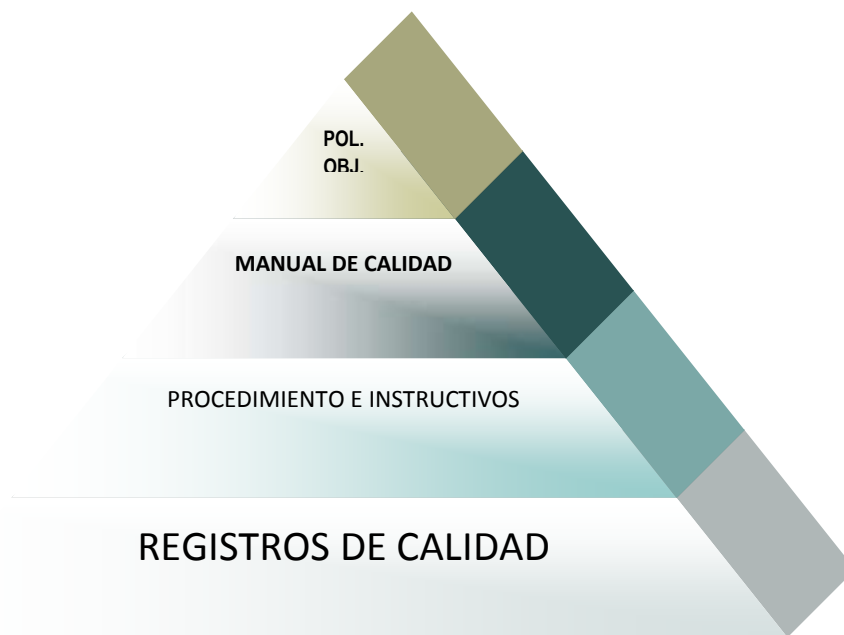 POL.
OBJ.
MANUAL DE CALIDAD
PROCEDIMIENTO E INSTRUCTIVOS
REGISTROS DE CALIDAD